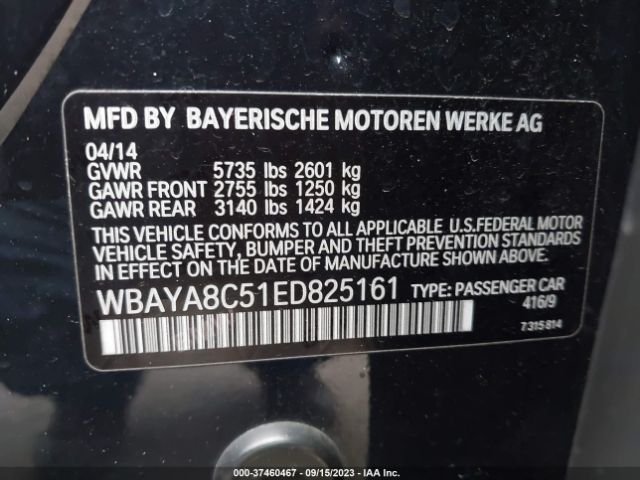 MFD BY BAYERISCHE MOTOREN WERKE AG
04/14
GVWR 5735 lbs 2601 kg
GAWR FRONT 2755 lbs 1250 kg
GAWR REAR 3140 lbs 1424 kg
THIS VEHICLE CONFORMS TO ALL APPLICABLE U.S.FEDERAL MOTOR
VEHICLE SAFETY, BUMPER AND THEFT PREVENTION STANDARDS
IN EFFECT ON THE DATE OF MANUFACTURE SHOWN ABOVE.
WBAYA8C51ED825161 TYPE: PASSENGER CAR
416/9
7315814
000-37460467 - 09/15/2023 - IAA Inc.